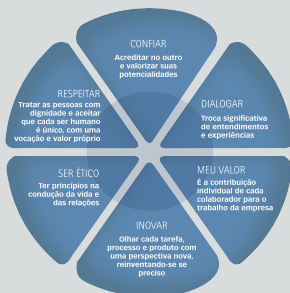 CONFIAR
Acreditar no outro
e valorizar suas
potencialidades
RESPEITAR
Tratar as pessoas com
dignidade e aceitar
que cada ser humano
é único, com uma
vocação e valor próprio
DIALOGAR
Troca significativa
de entendimentos
e experiências
SER ÉTICO
Ter princípios na
condução da vida e
das relações
MEU VALOR
É a contribuição
individual de cada
colaborador para o
trabalho da empresa
INOVAR
Olhar cada tarefa,
processo e produto com
uma perspectiva nova,
reinventando-se se
preciso